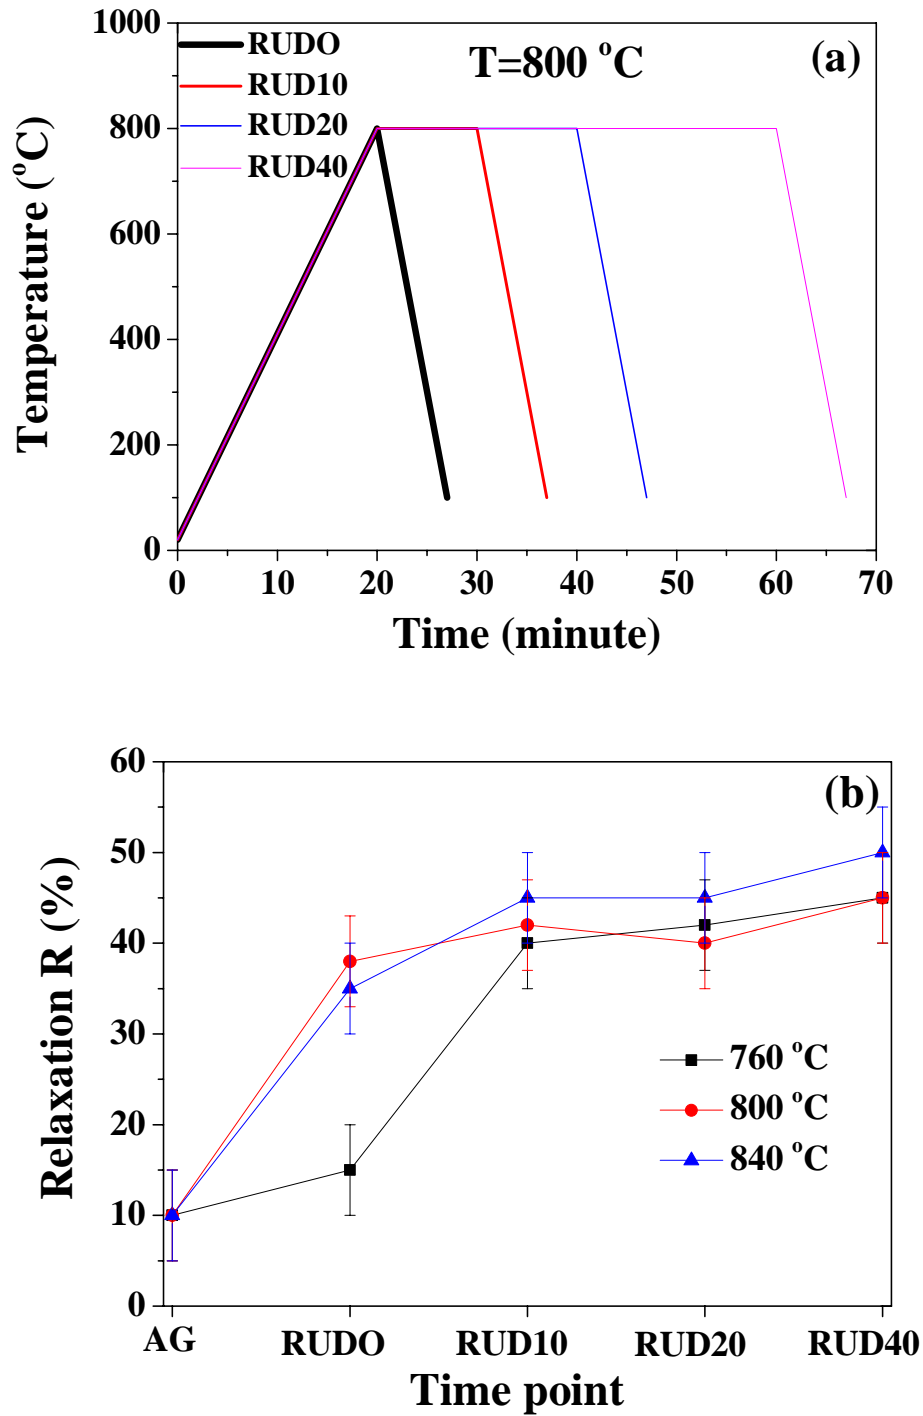 1000
800
600
400
200
0
Temperature (°C)
RUDO
RUD10
RUD20
RUD40
T=800 °C
(a)
0 10 20 30 40 50 60 70
Time (minute)
60
50
40
30
20
10
0
Relaxation R (%)
(b)
760 °C
800 °C
840 °C
AG RUDO RUD10 RUD20 RUD40
Time point